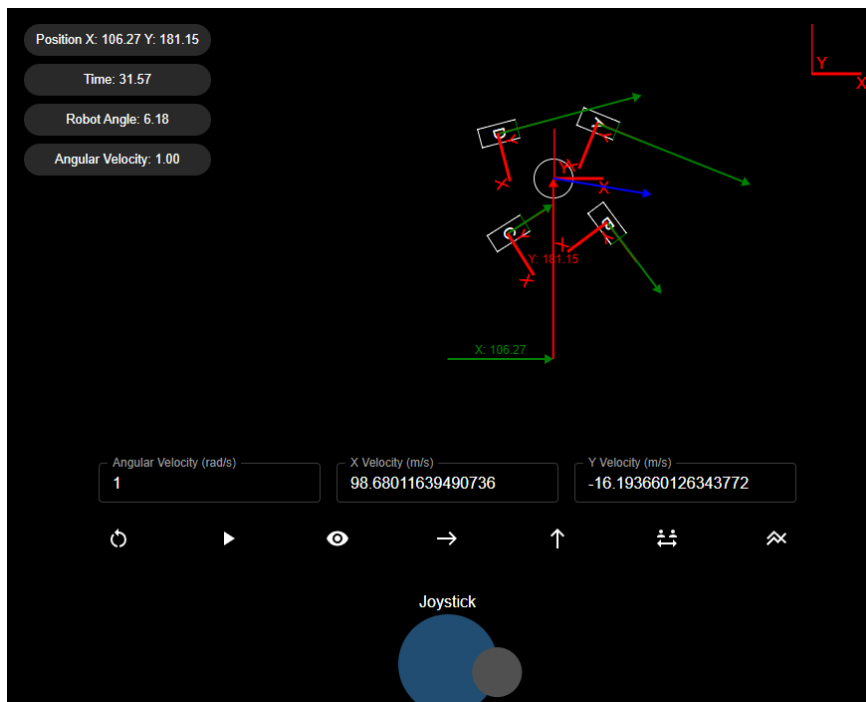 Position X: 106.27 Y: 181.15
Time: 31.57
Robot Angle: 6.18
Angular Velocity: 1.00
Y
X
D
Y
X
A
Y
X
Y
X
C
Y
X
B
Y
X
Y: 181.15
X: 106.27
Angular Velocity (rad/s)
1
X Velocity (m/s)
98.68011639490736
Y Velocity (m/s)
-16.193660126343772
Joystick